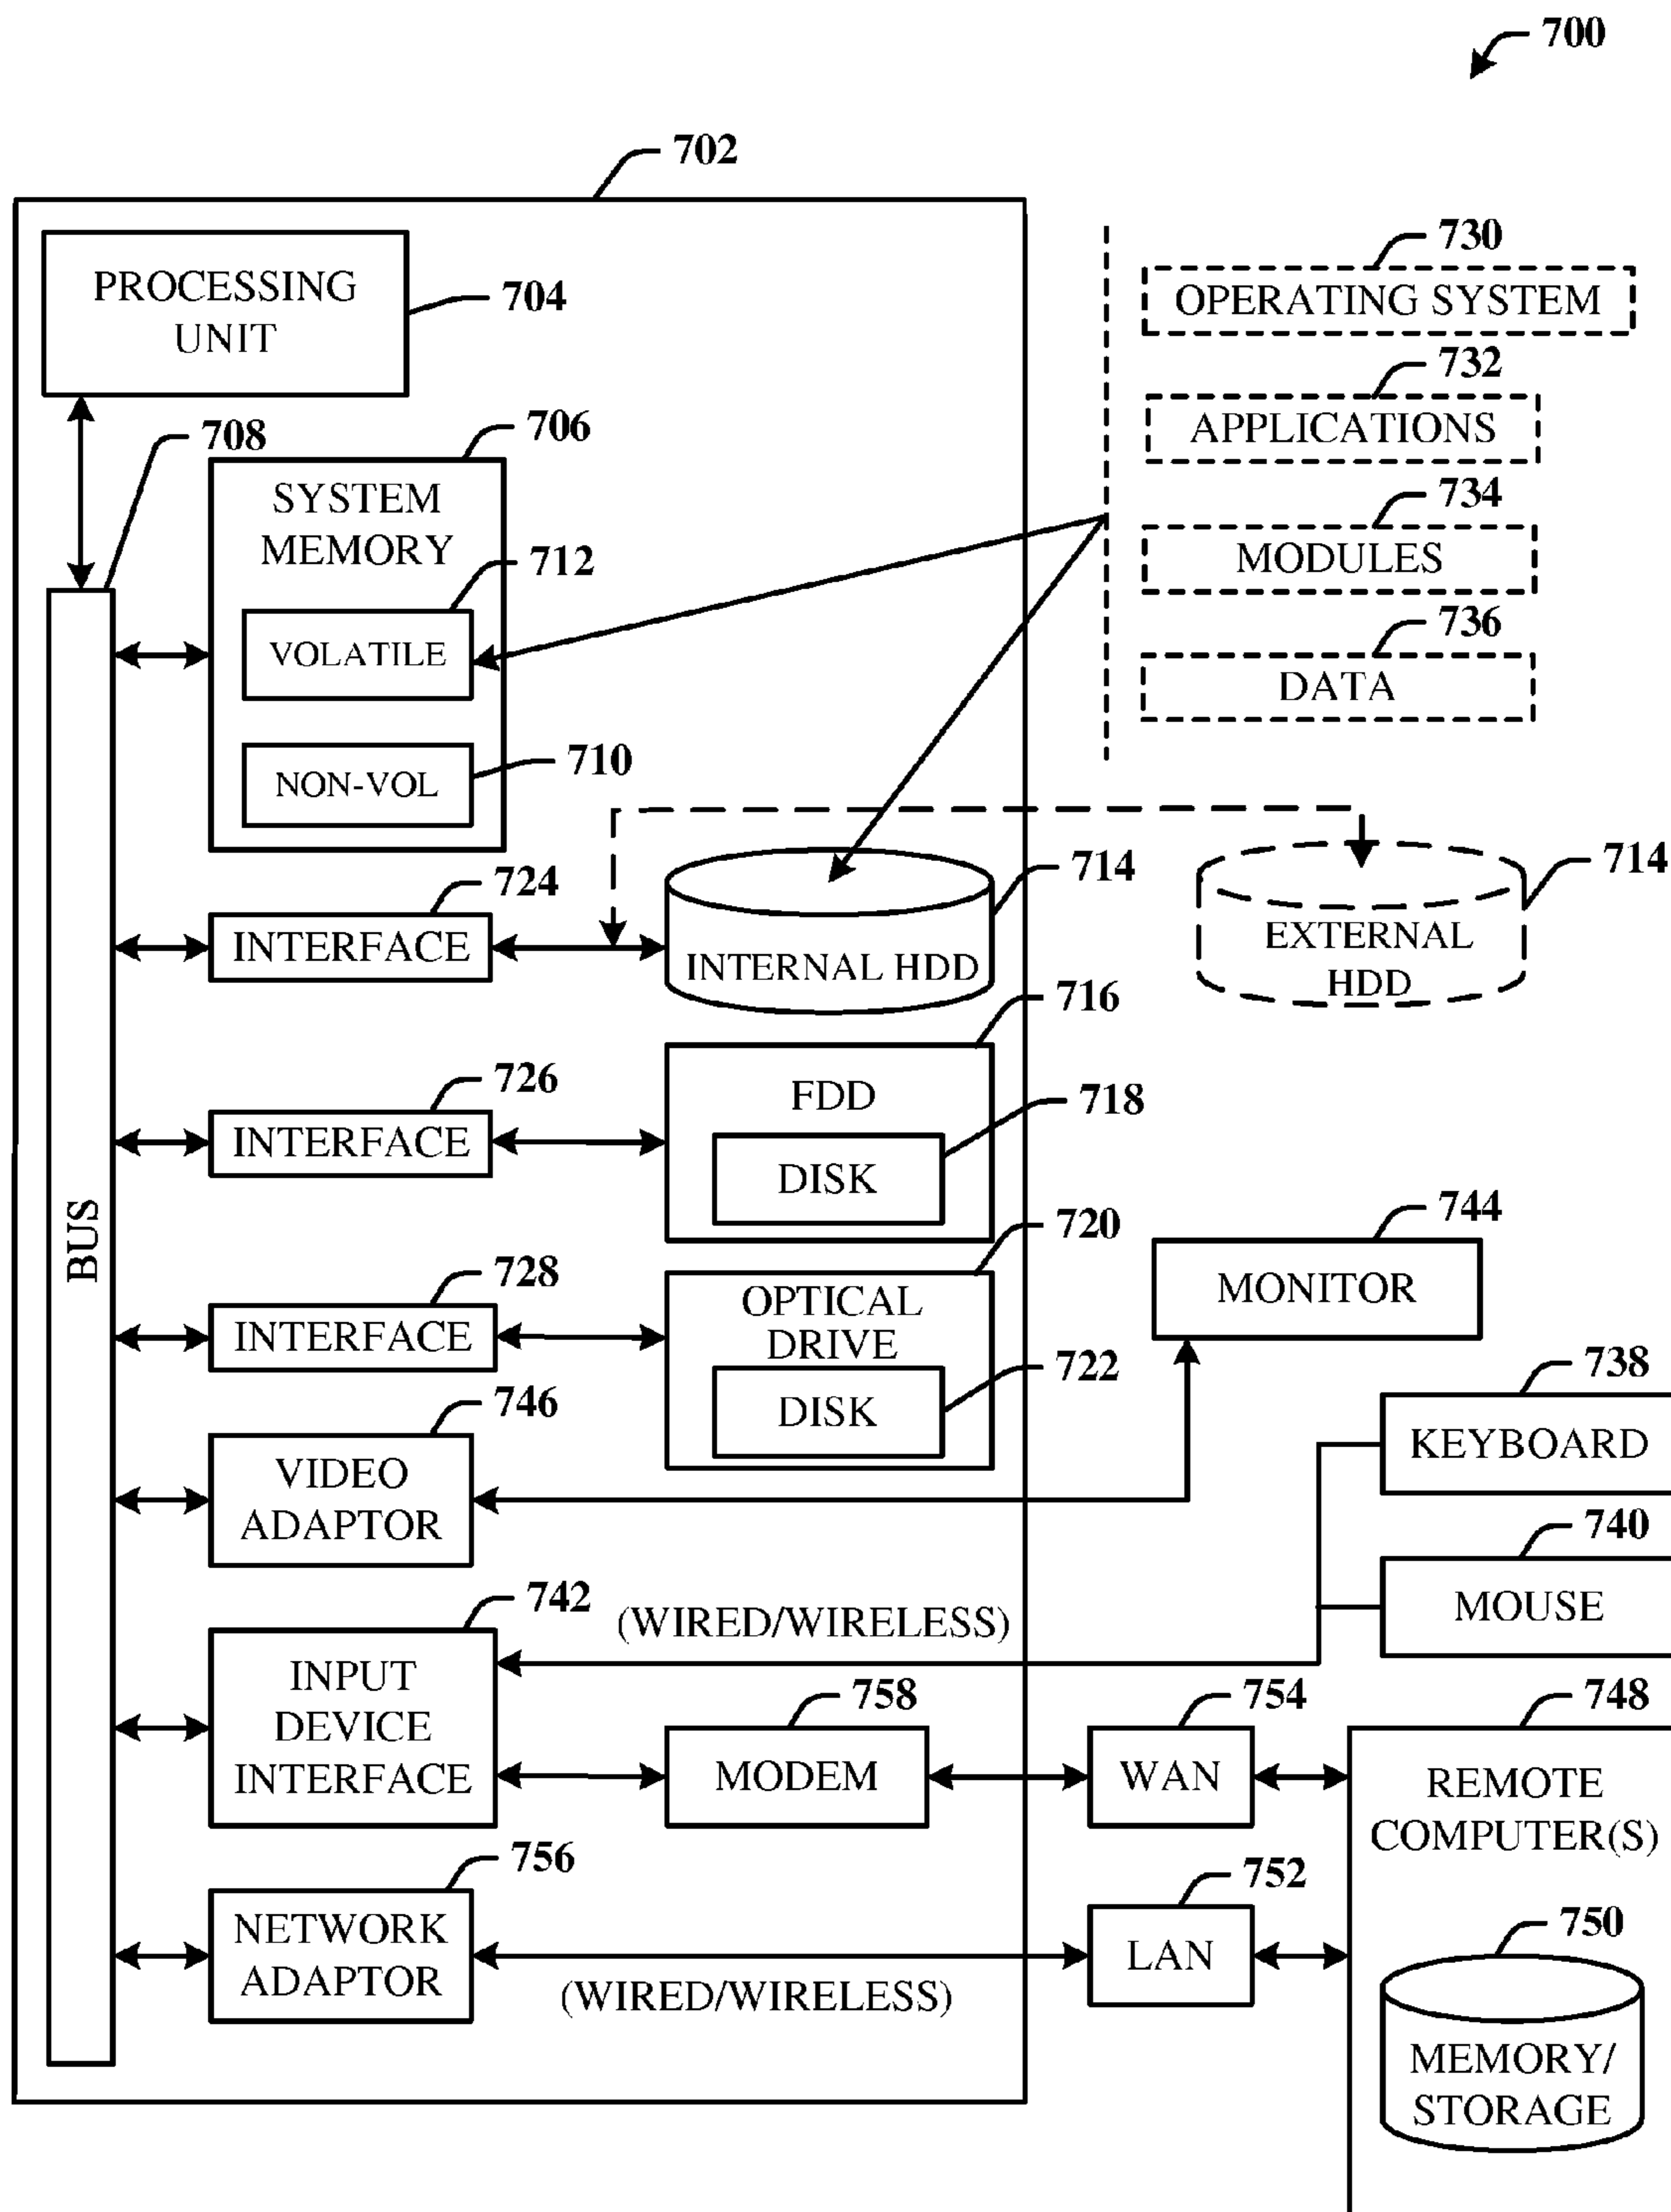 700
702
PROCESSING
UNIT
704
730
OPERATING SYSTEM
732
APPLICATIONS
734
MODULES
736
DATA
708
706
SYSTEM
MEMORY
712
VOLATILE
710
NON-VOL
BUS
724
INTERFACE
714
INTERNAL HDD
714
EXTERNAL
HDD
726
INTERFACE
716
FDD
718
DISK
728
INTERFACE
720
OPTICAL
DRIVE
722
DISK
744
MONITOR
746
VIDEO
ADAPTOR
738
KEYBOARD
740
MOUSE
742
INPUT
DEVICE
INTERFACE
(WIRED/WIRELESS)
758
MODEM
754
WAN
748
REMOTE
COMPUTER(S)
756
NETWORK
ADAPTOR
(WIRED/WIRELESS)
752
LAN
750
MEMORY/
STORAGE